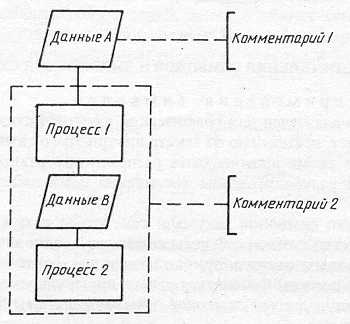 Данные А
Комментарий 1
Процесс 1
Данные В
Комментарий 2
Процесс 2